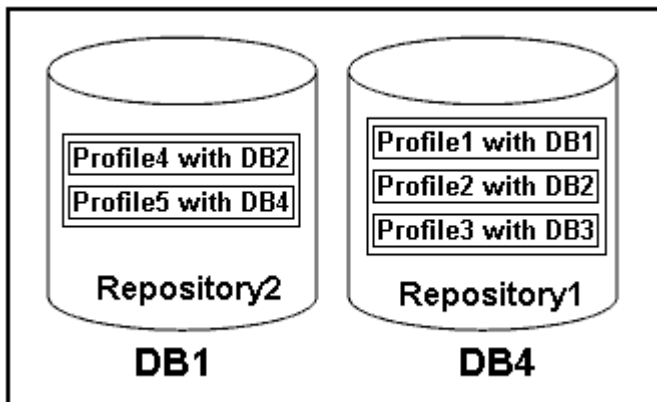 Profile4 with DB2
Profile5 with DB4
Repository2
DB1
Profile1 with DB1
Profile2 with DB2
Profile3 with DB3
Repository1
DB4